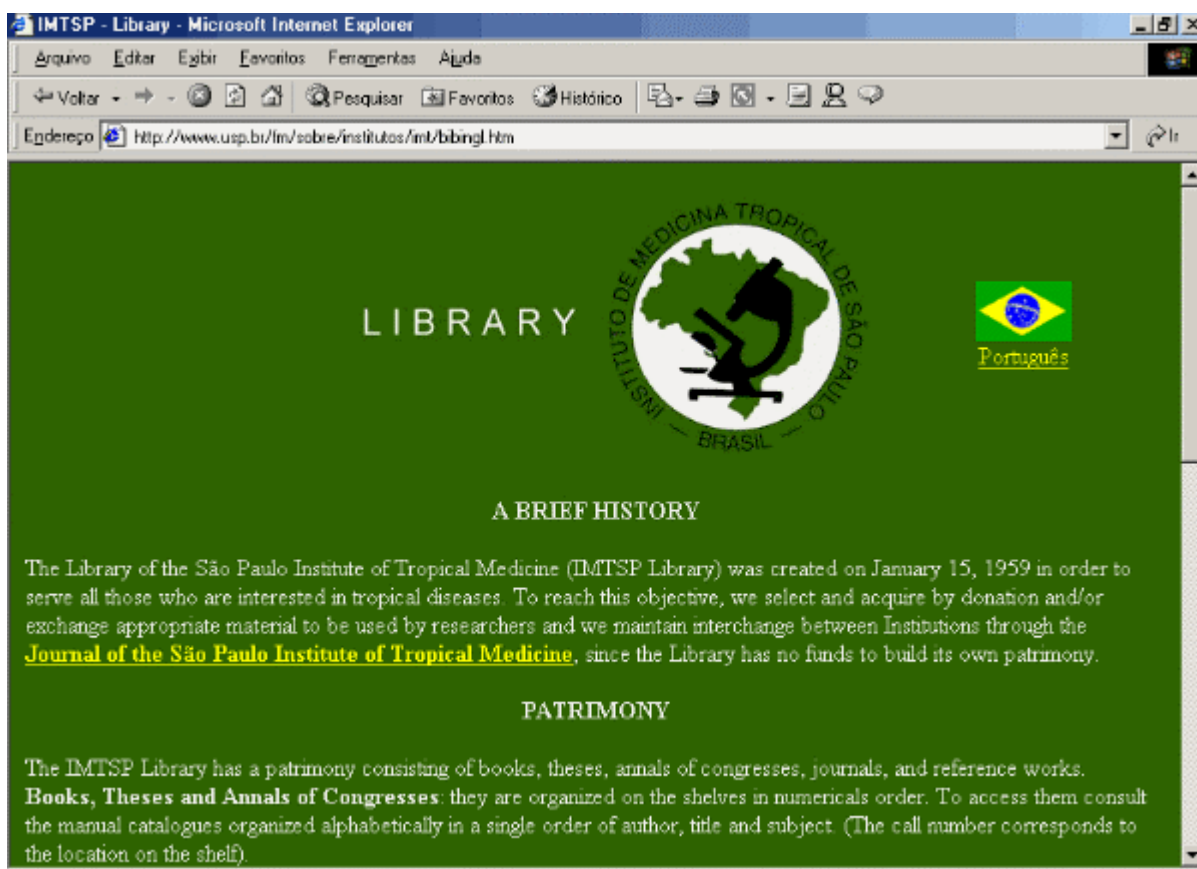 IMTSP - Library - Microsoft Internet Explorer
Arquivo Editar Exibir Favoritos Ferramentas Ajuda
Voltar Pesquisar Favoritos Histórico
Endereço http://www.usp.br/fm/sobre/institutos/imt/bibingl.htm Ir
LIBRARY
INSTITUTO DE MEDICINA TROPICAL DE SÃO PAULO
BRASIL
Português
A BRIEF HISTORY
The Library of the São Paulo Institute of Tropical Medicine (IMTSP Library) was created on January 15, 1959 in order to
serve all those who are interested in tropical diseases. To reach this objective, we select and acquire by donation and/or
exchange appropriate material to be used by researchers and we maintain interchange between Institutions through the
Journal of the São Paulo Institute of Tropical Medicine, since the Library has no funds to build its own patrimony.
PATRIMONY
The IMTSP Library has a patrimony consisting of books, theses, annals of congresses, journals, and reference works.
Books, Theses and Annals of Congresses: they are organized on the shelves in numericals order. To access them consult
the manual catalogues organized alphabetically in a single order of author, title and subject. (The call number corresponds to
the location on the shelf).